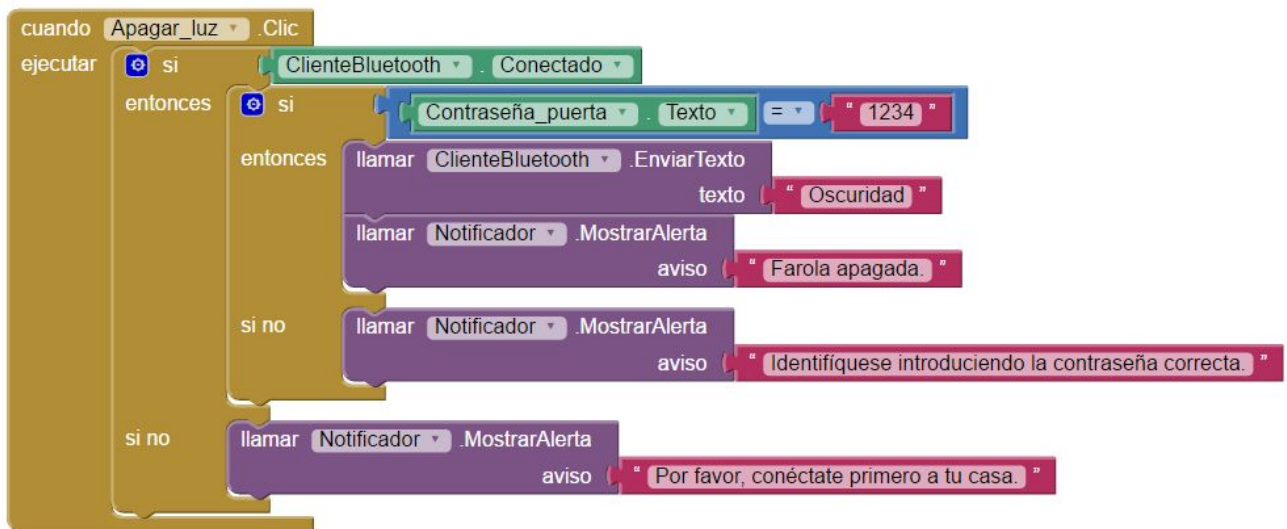 cuando Apagar_luz .Clic
ejecutar si ClienteBluetooth . Conectado
entonces si Contraseña_puerta . Texto = " 1234 "
entonces llamar ClienteBluetooth .EnviarTexto
texto " Oscuridad "
llamar Notificador .MostrarAlerta
aviso " Farola apagada. "
si no llamar Notificador .MostrarAlerta
aviso " Identifíquese introduciendo la contraseña correcta. "
si no llamar Notificador .MostrarAlerta
aviso " Por favor, conéctate primero a tu casa. "